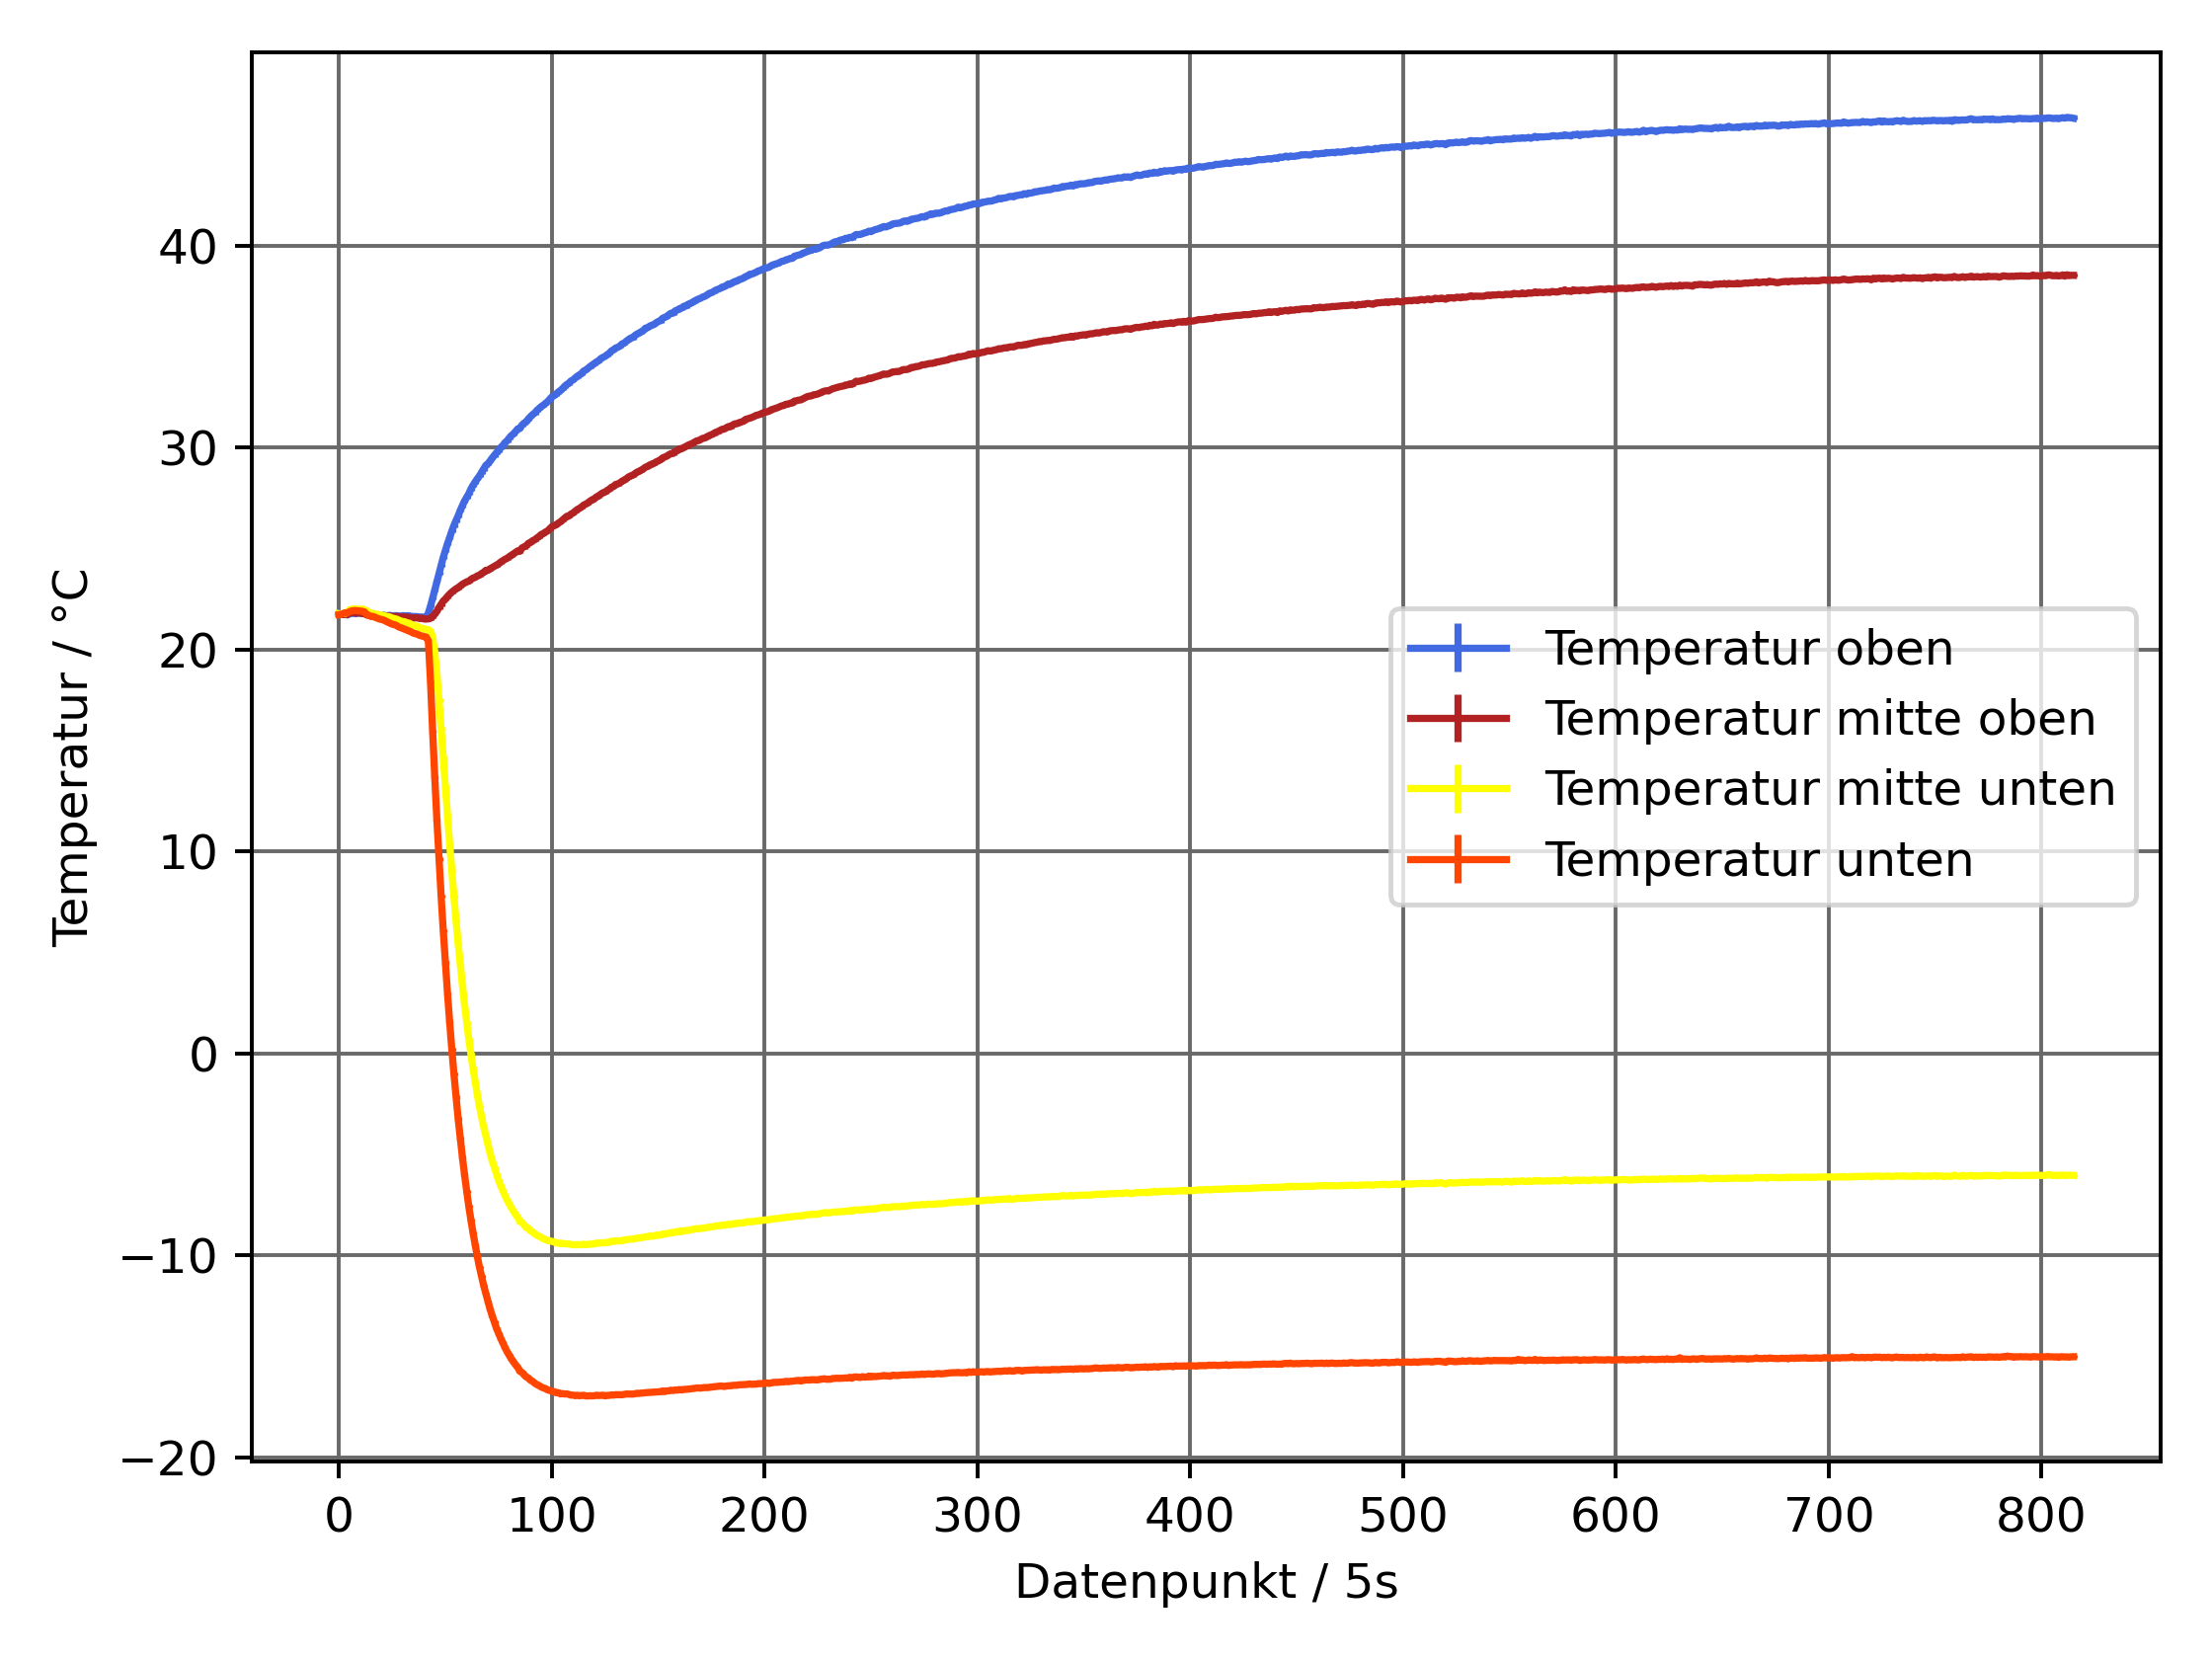 Temperatur / °C
40
30
20
10
0
−10
−20
Temperatur oben
Temperatur mitte oben
Temperatur mitte unten
Temperatur unten
0 100 200 300 400 500 600 700 800
Datenpunkt / 5s